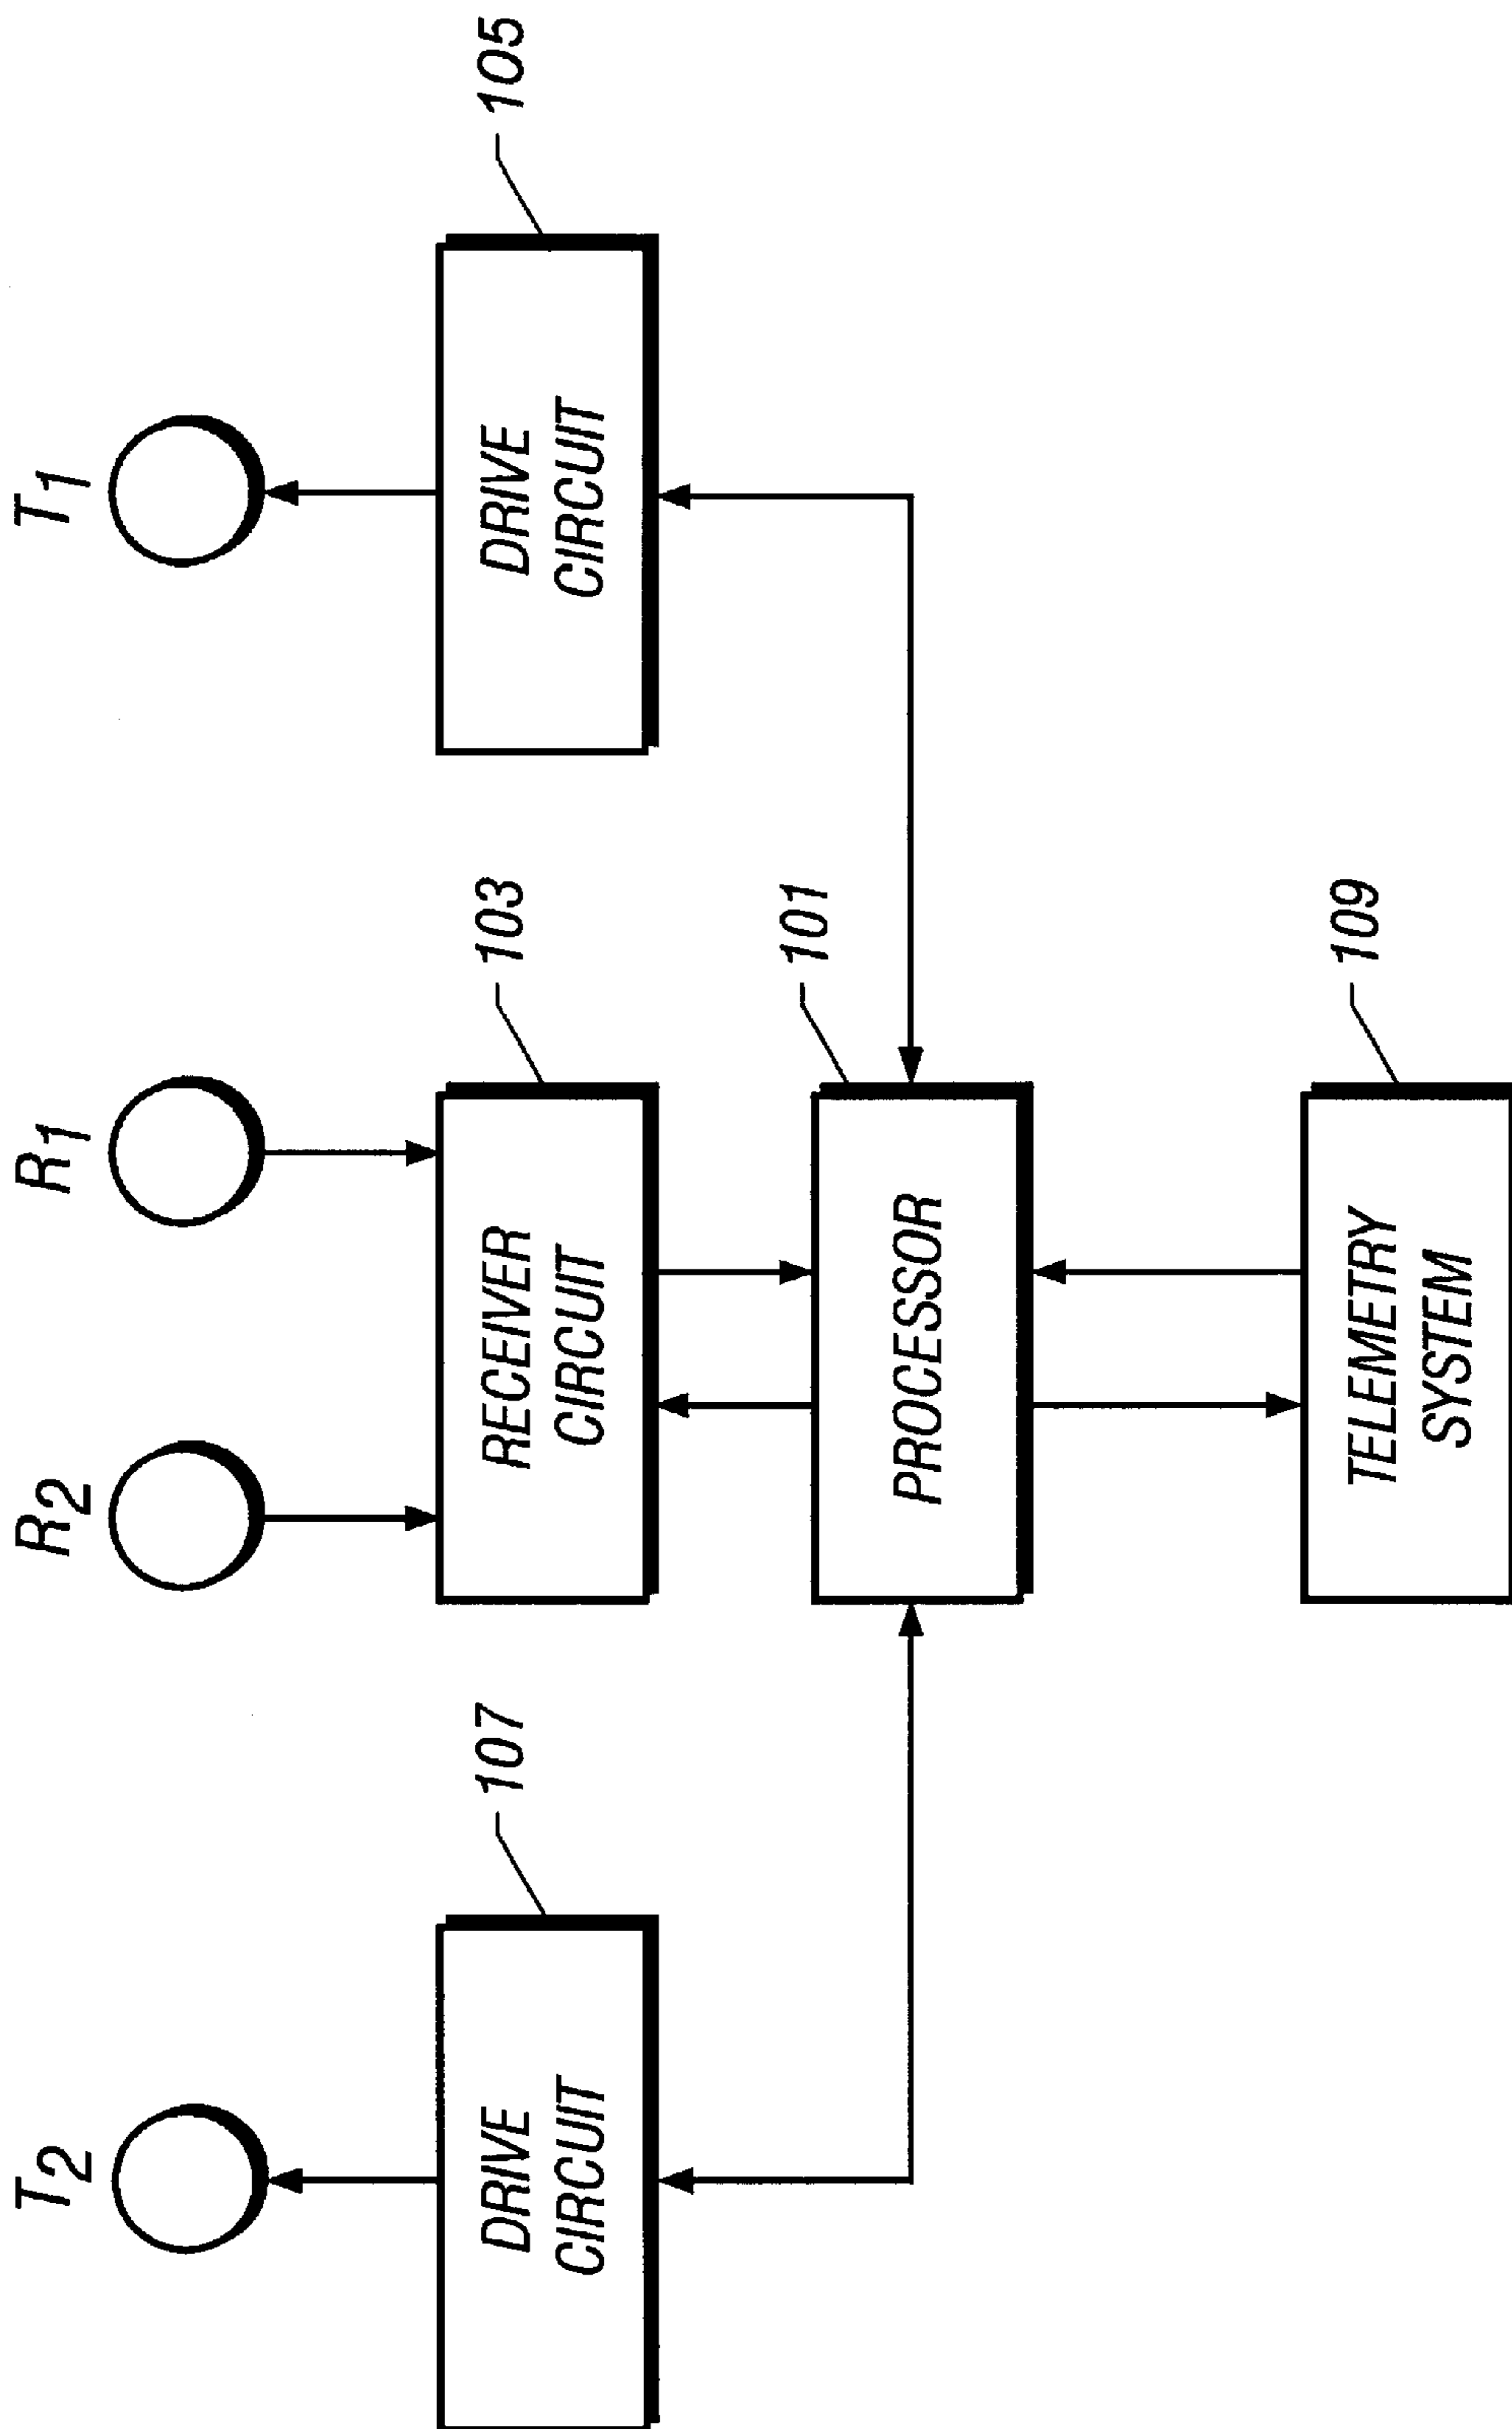 T2
R2
R1
T1
107
103
105
DRIVE
CIRCUIT
RECEIVER
CIRCUIT
DRIVE
CIRCUIT
101
PROCESSOR
109
TELEMETRY
SYSTEM